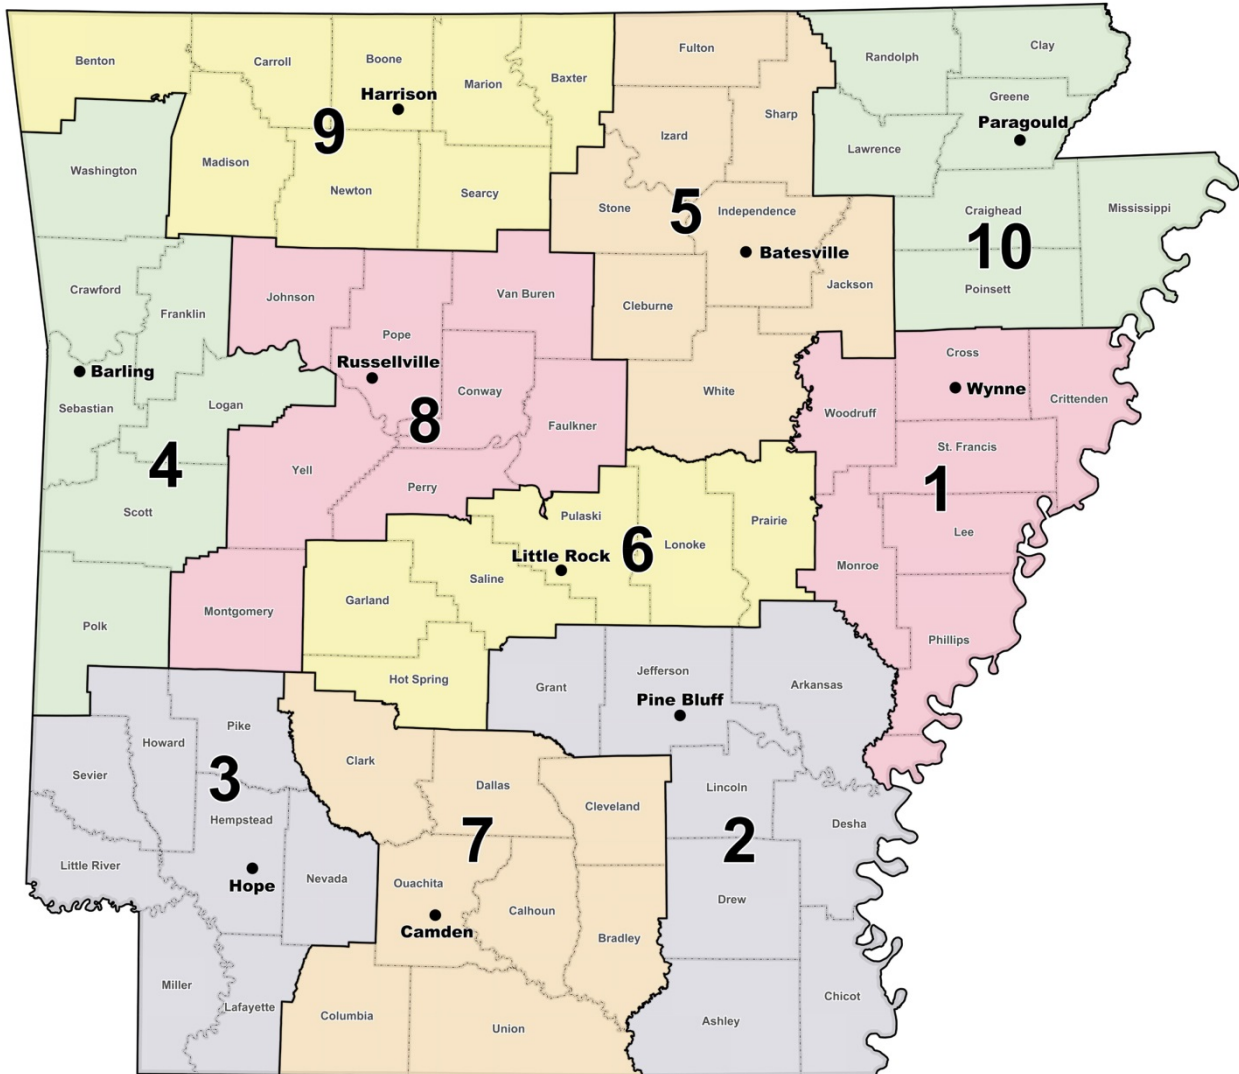 Fulton
Clay
Boone
Randolph
Benton
Carroll
Baxter
Marion
Harrison
Greene
Sharp
Paragould
9
Izard
Lawrence
Madison
Washington
Newton
Searcy
Stone
5
Independence
Craighead
Mississippi
10
Batesville
Jackson
Crawford
Poinsett
Van Buren
Johnson
Cleburne
Franklin
Pope
Cross
Russellville
Barling
Wynne
White
Conway
Crittenden
Logan
Sebastian
Woodruff
8
Faulkner
St. Francis
4
Yell
1
Perry
Scott
Pulaski
Prairie
Lee
Lonoke
6
Little Rock
Monroe
Saline
Garland
Montgomery
Polk
Phillips
Jefferson
Hot Spring
Grant
Arkansas
Pine Bluff
Pike
Howard
Clark
Sevier
3
Dallas
Lincoln
Cleveland
Hempstead
Desha
7
2
Little River
Nevada
Ouachita
Hope
Drew
Calhoun
Camden
Bradley
Miller
Chicot
Lafayette
Columbia
Ashley
Union